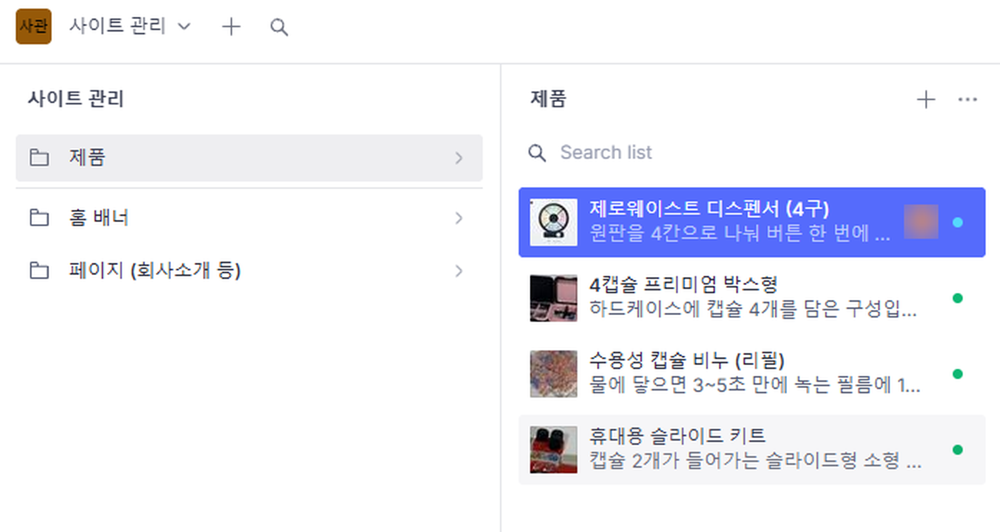 사관 사이트 관리
사이트 관리
제품
홈 배너
페이지 (회사소개 등)
제품
Search list
제로웨이스트 디스펜서 (4구)
원판을 4칸으로 나눠 버튼 한 번에 ...
4캡슐 프리미엄 박스형
하드케이스에 캡슐 4개를 담은 구성입...
수용성 캡슐 비누 (리필)
물에 닿으면 3~5초 만에 녹는 필름에 1...
휴대용 슬라이드 키트
캡슐 2개가 들어가는 슬라이드형 소형 ...